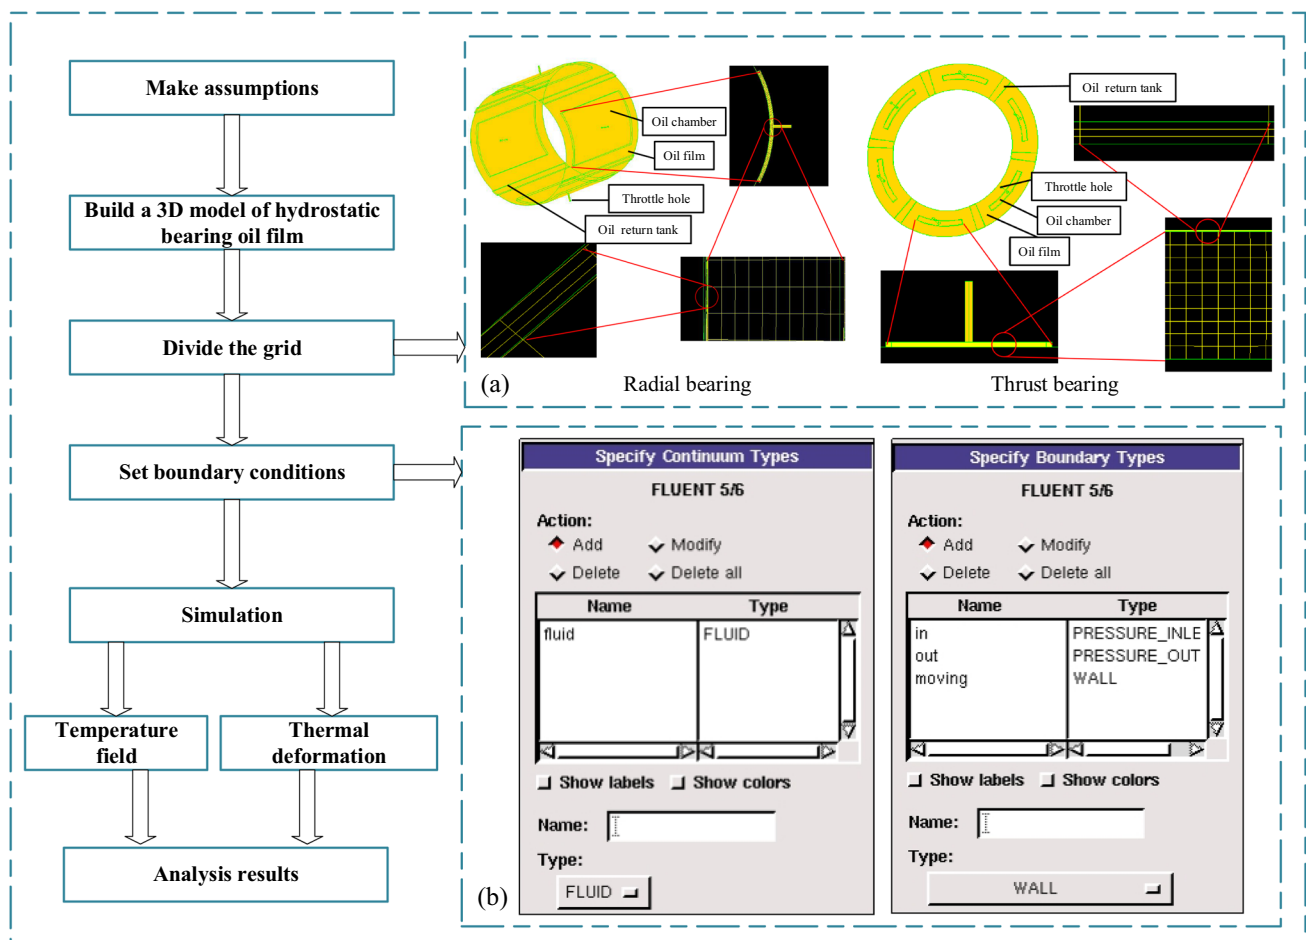 Make assumptions
Build a 3D model of hydrostatic
bearing oil film
Divide the grid
Set boundary conditions
Simulation
Temperature
field
Thermal
deformation
Analysis results
Oil chamber
Oil film
Throttle hole
Oil return tank
Radial bearing
(a)
Oil return tank
Throttle hole
Oil chamber
Oil film
Thrust bearing
Specify Continuum Types
FLUENT 5/6
Action:
Add Modify
Delete Delete all
Name Type
fluid FLUID
Show labels Show colors
Name:
Type:
FLUID
(b)
Specify Boundary Types
FLUENT 5/6
Action:
Add Modify
Delete Delete all
Name Type
in PRESSURE_INLE
out PRESSURE_OUT
moving WALL
Show labels Show colors
Name:
Type:
WALL